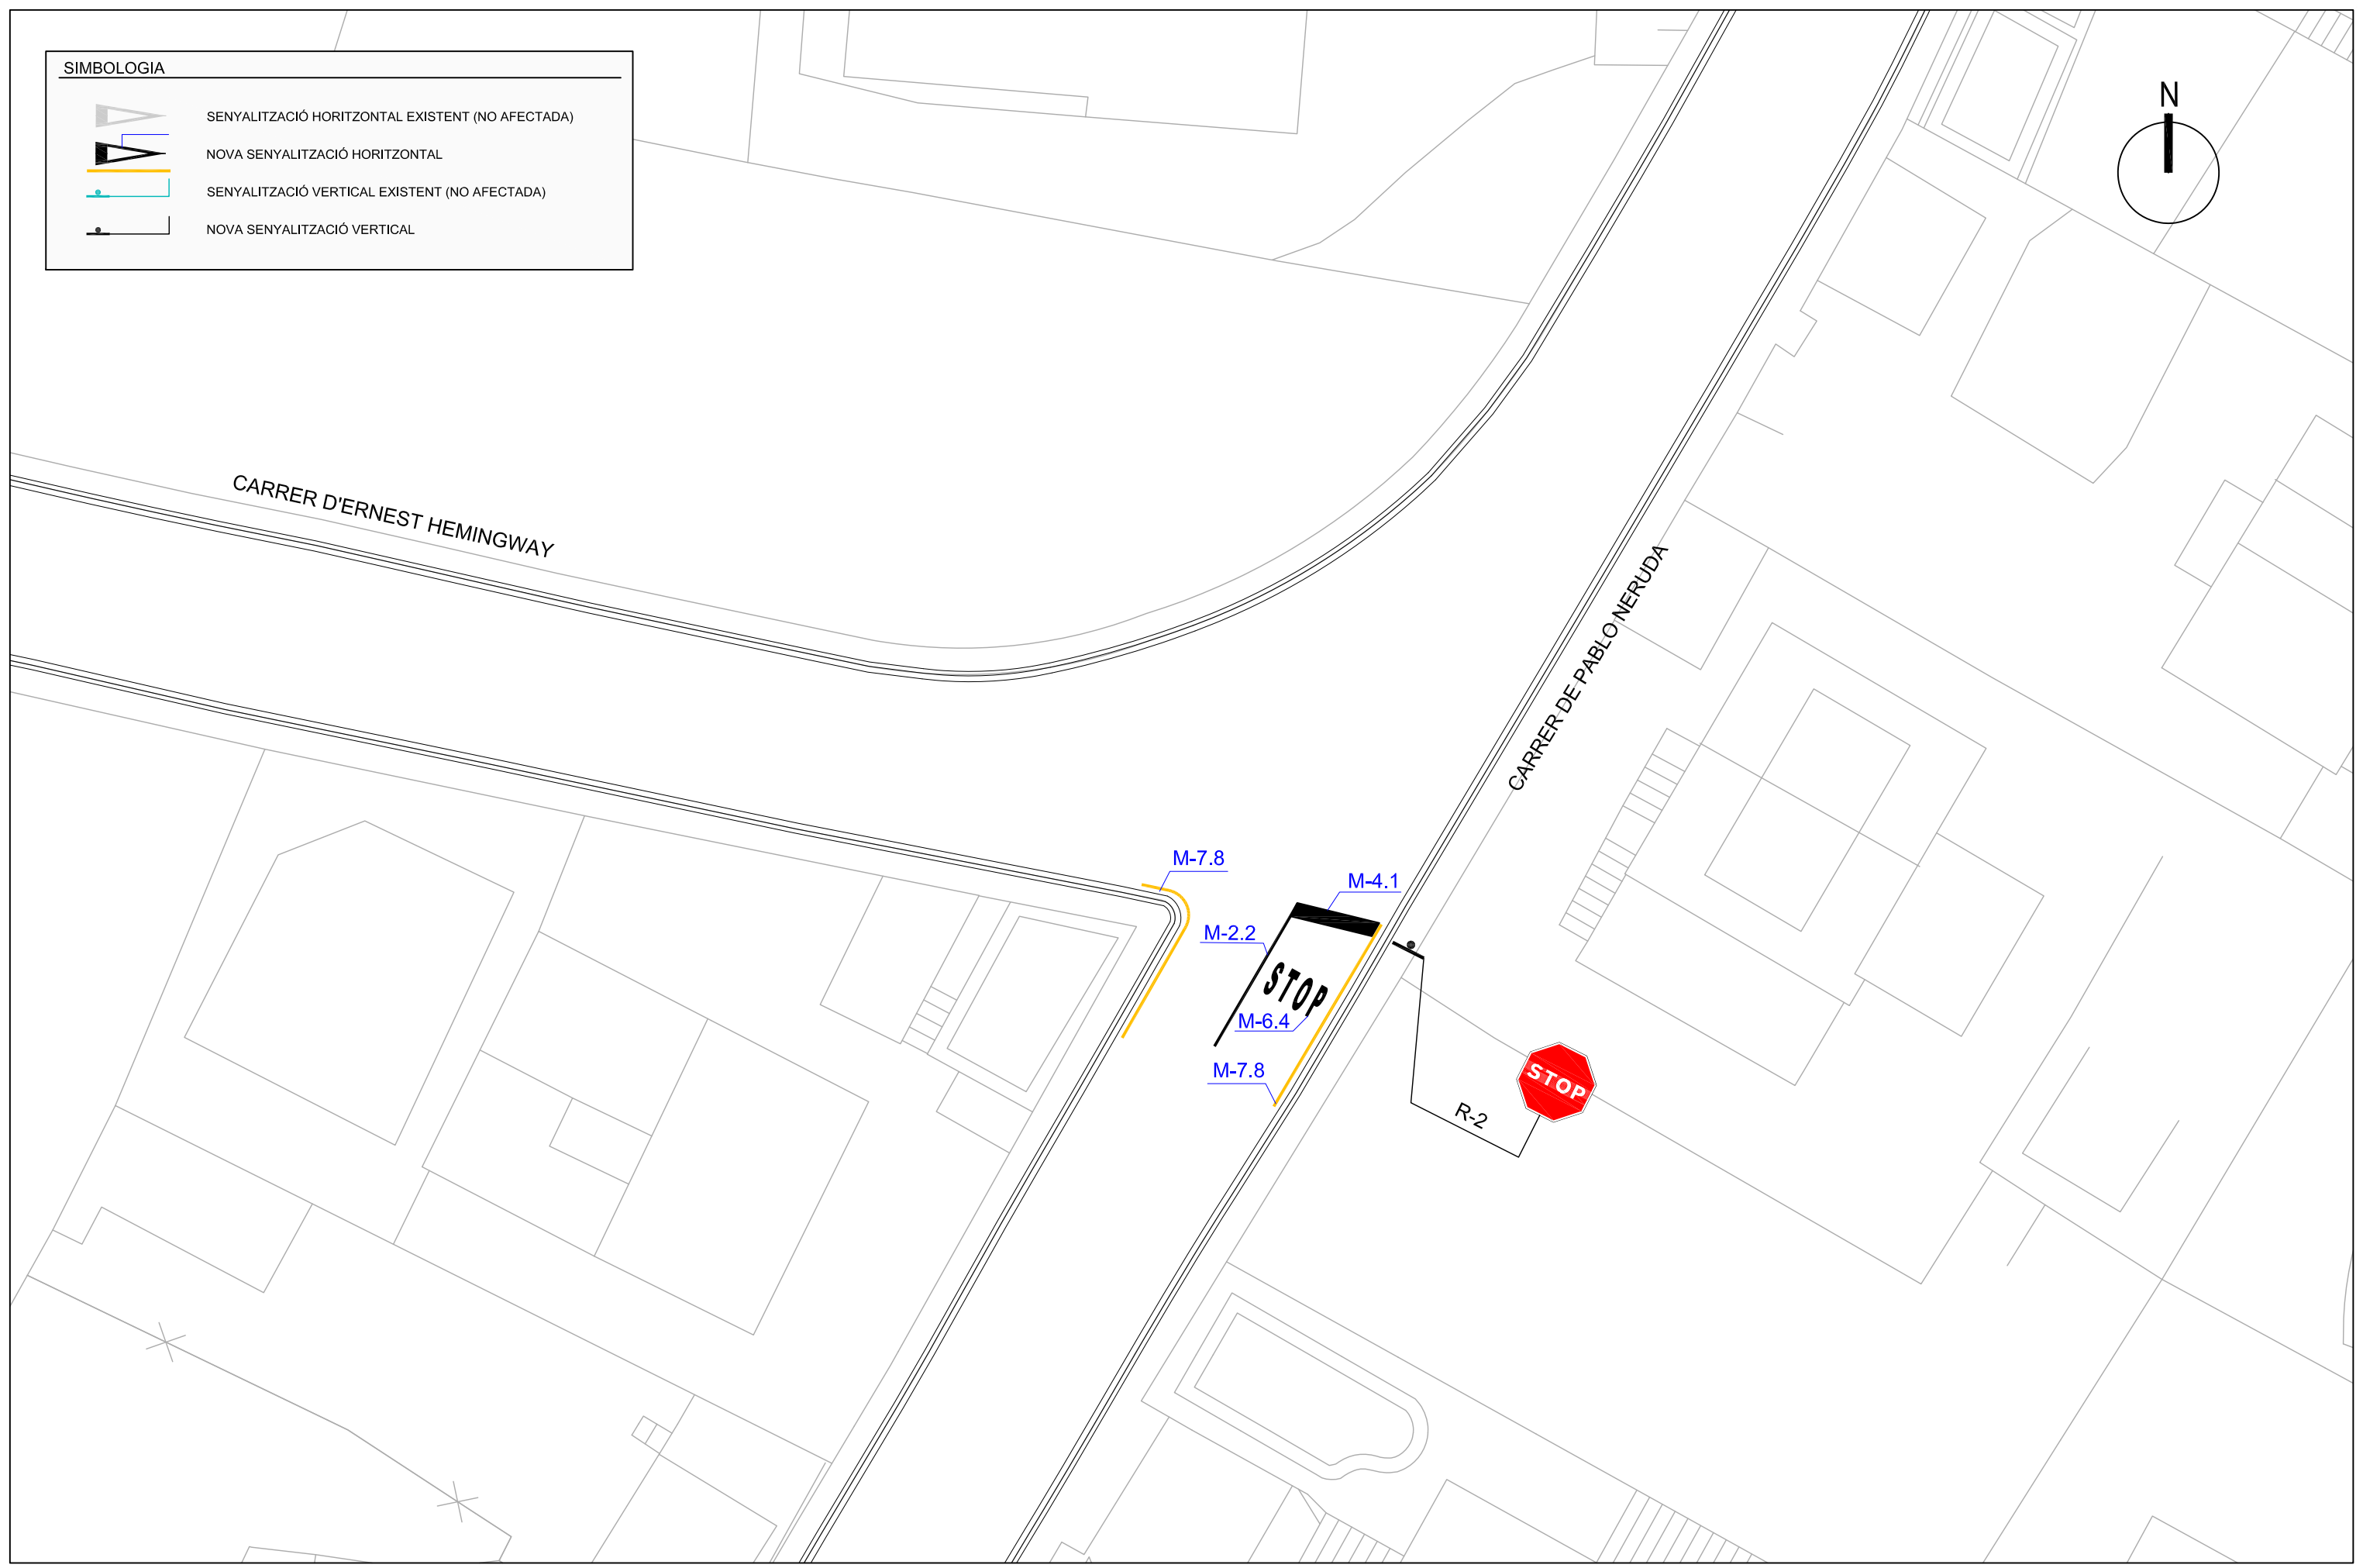 SIMBOLOGIA
SENYALITZACIÓ HORITZONTAL EXISTENT (NO AFECTADA)
NOVA SENYALITZACIÓ HORITZONTAL
SENYALITZACIÓ VERTICAL EXISTENT (NO AFECTADA)
NOVA SENYALITZACIÓ VERTICAL
N
CARRER D'ERNEST HEMINGWAY
CARRER DE PABLO NERUDA
M-7.8
M-4.1
M-2.2
STOP
M-6.4
M-7.8
R-2
STOP